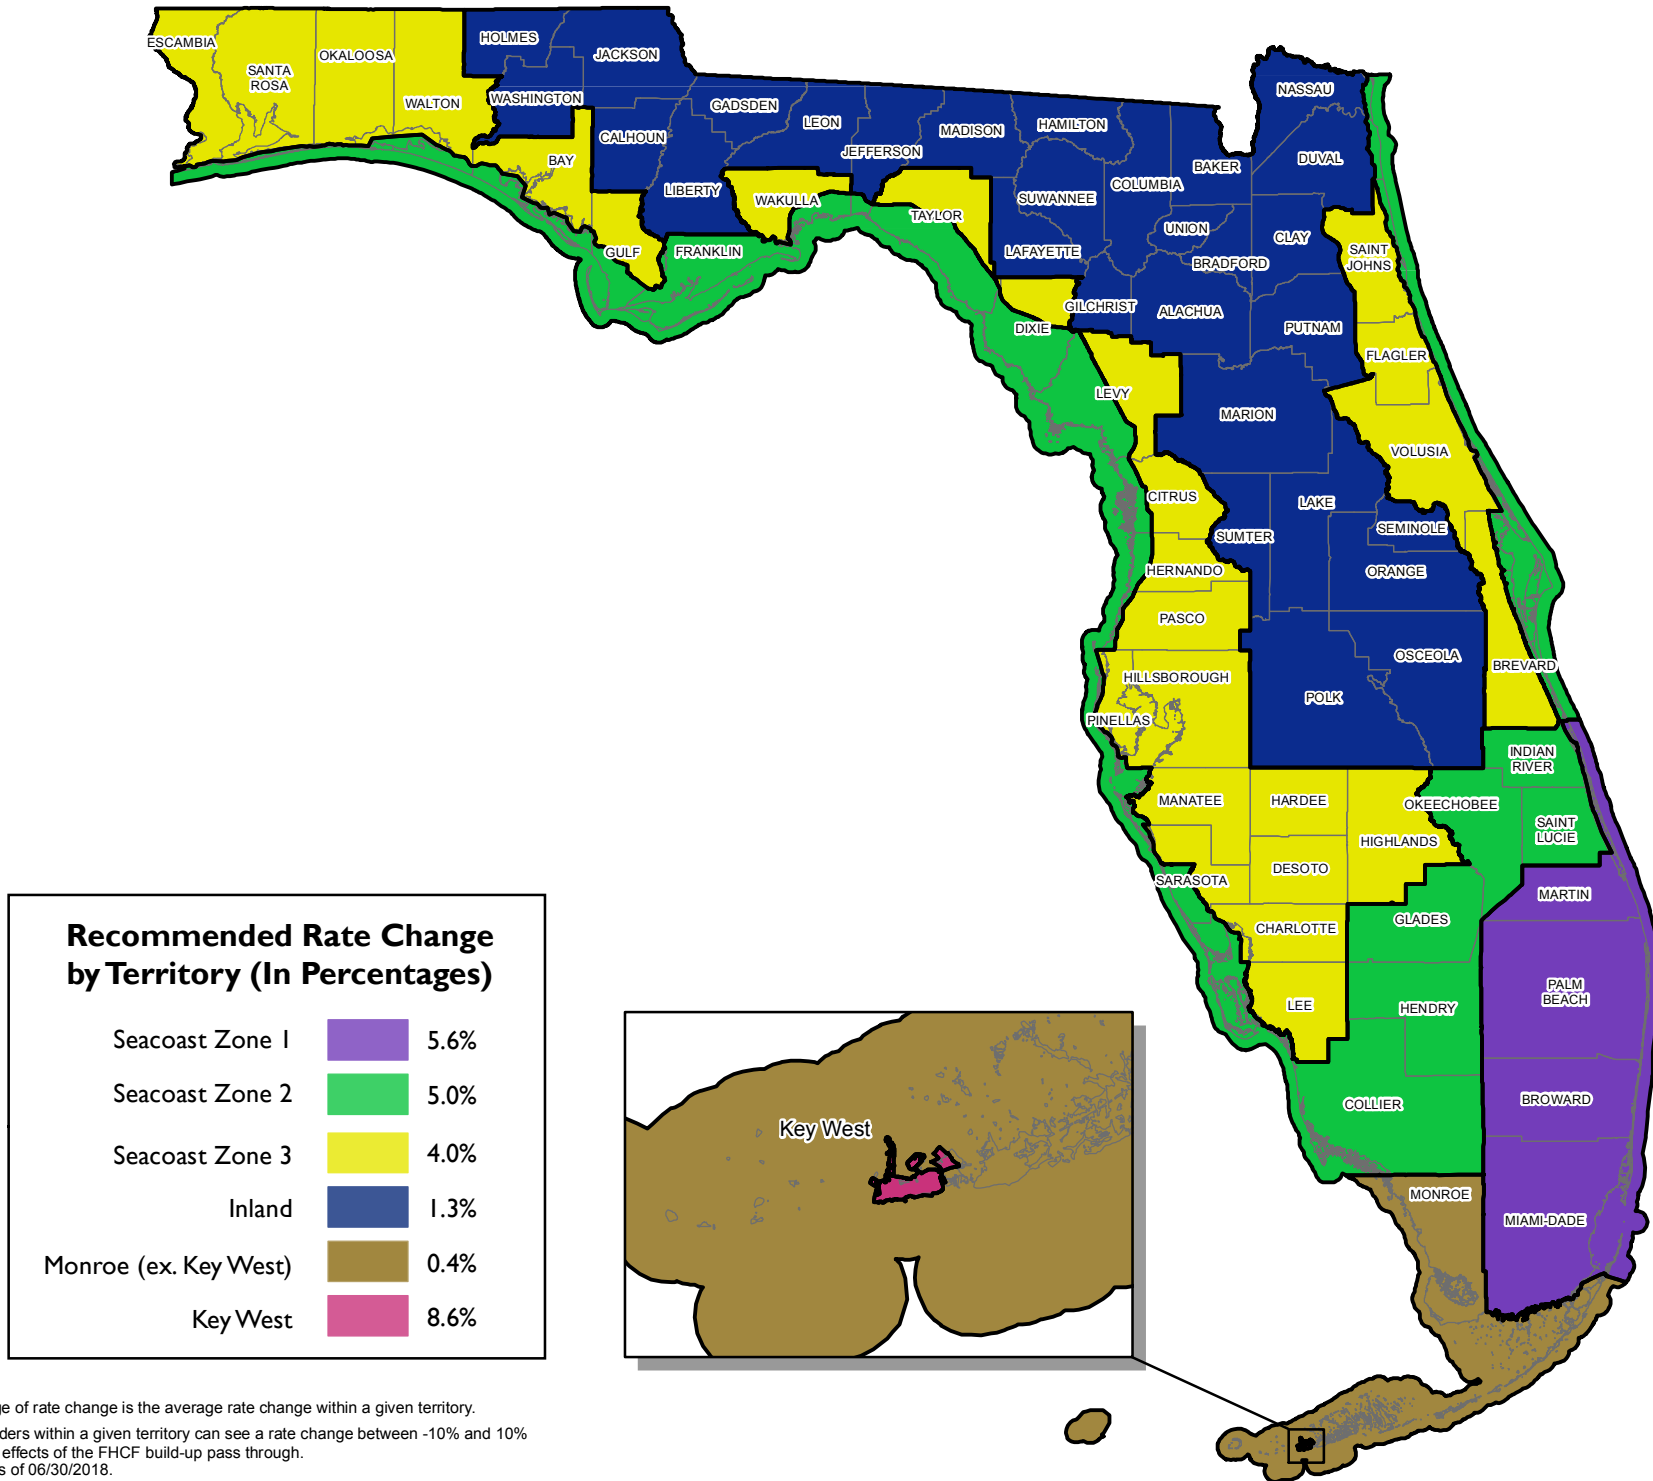 ESCAMBIA
SANTA
ROSA
OKALOOSA
WALTON
HOLMES
JACKSON
WASHINGTON
BAY
CALHOUN
GULF
LIBERTY
GADSDEN
FRANKLIN
LEON
WAKULLA
JEFFERSON
MADISON
TAYLOR
HAMILTON
SUWANNEE
LAFAYETTE
DIXIE
COLUMBIA
GILCHRIST
LEVY
BAKER
UNION
BRADFORD
ALACHUA
NASSAU
DUVAL
CLAY
PUTNAM
SAINT
JOHNS
FLAGLER
MARION
VOLUSIA
CITRUS
SUMTER
LAKE
SEMINOLE
ORANGE
HERNANDO
PASCO
HILLSBOROUGH
PINELLAS
POLK
OSCEOLA
BREVARD
INDIAN
RIVER
MANATEE
HARDEE
OKEECHOBEE
HIGHLANDS
SAINT
LUCIE
SARASOTA
DESOTO
MARTIN
CHARLOTTE
GLADES
LEE
HENDRY
PALM
BEACH
COLLIER
BROWARD
MONROE
MIAMI-DADE
Recommended Rate Change
by Territory (In Percentages)
Seacoast Zone 1 5.6%
Seacoast Zone 2 5.0%
Seacoast Zone 3 4.0%
Inland 1.3%
Monroe (ex. Key West) 0.4%
Key West 8.6%
Key West
of rate change is the average rate change within a given territory.
within a given territory can see a rate change between -10% and 10%
effects of the FHCF build-up pass through.
of 06/30/2018.